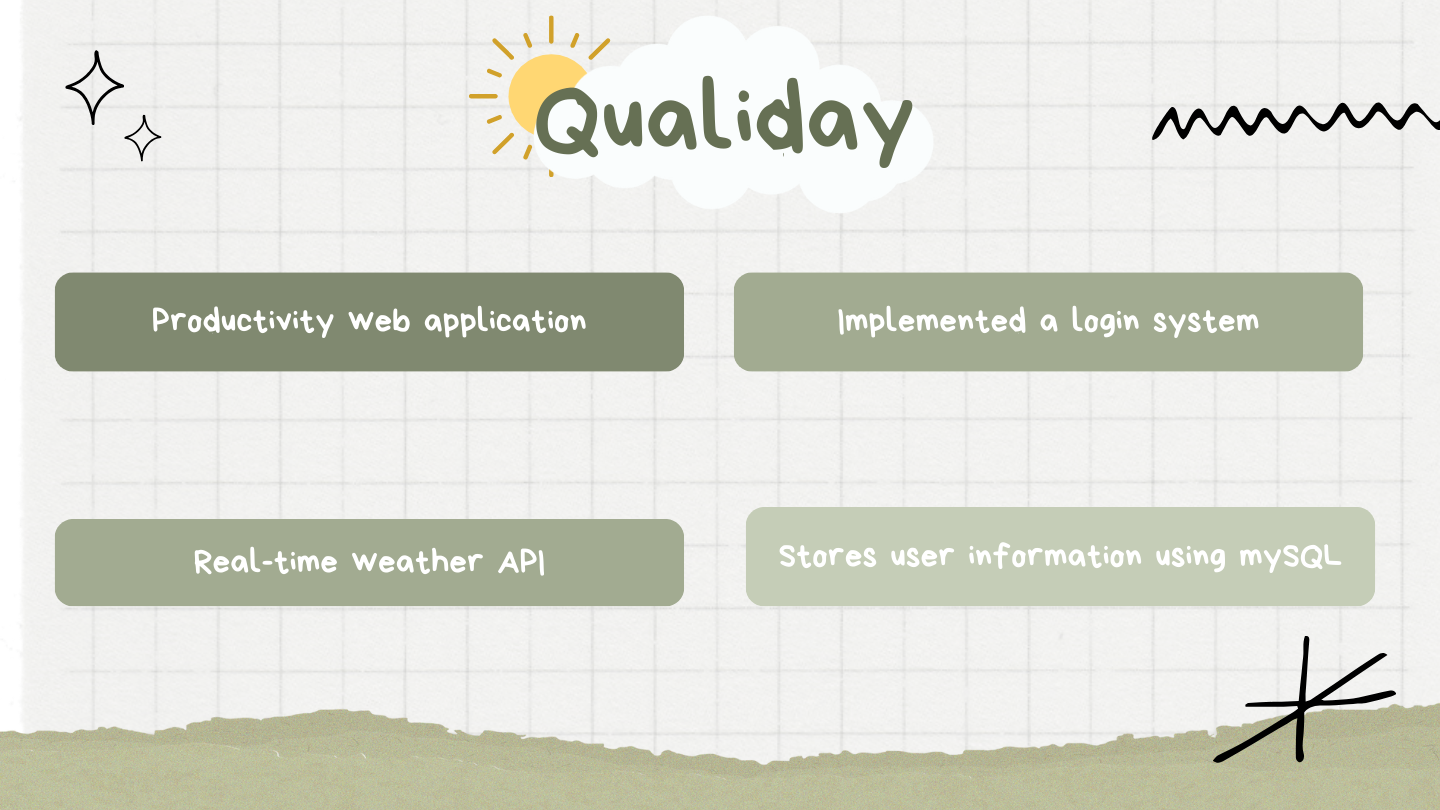 Qualiday
Productivity Web application
Implemented a login system
Real-time Weather API
Stores user information using mySQL